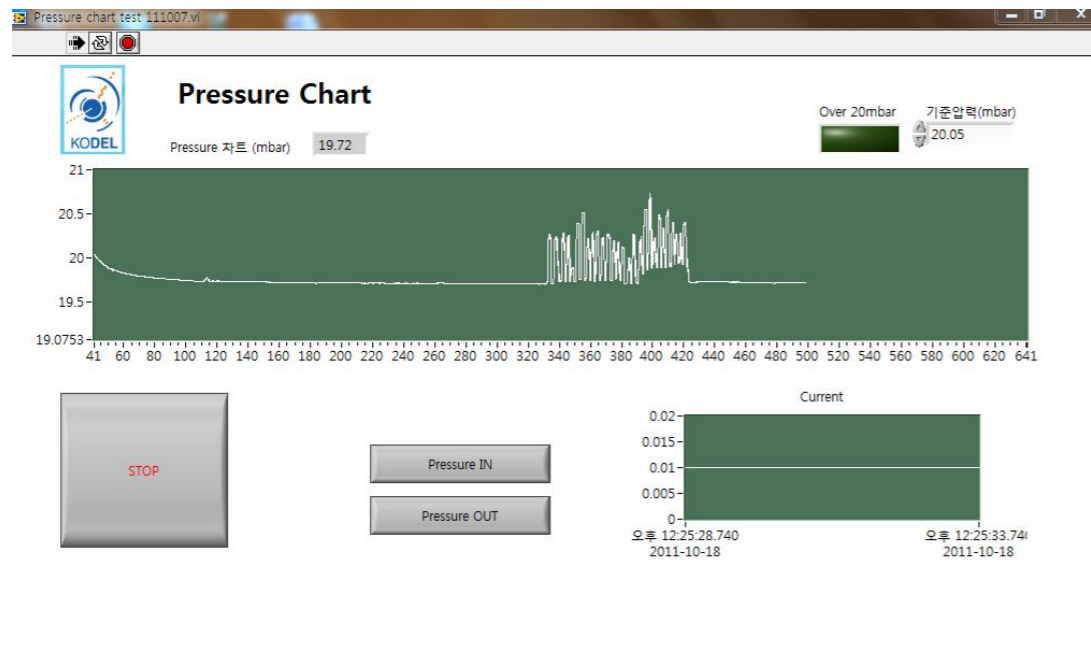 Pressure chart test 111007.vi
Pressure Chart
KODEL
Pressure 차트 (mbar) 19.72
Over 20mbar 기준압력(mbar)
20.05
21
20.5
20
19.5
19.0753
41 60 80 100 120 140 160 180 200 220 240 260 280 300 320 340 360 380 400 420 440 460 480 500 520 540 560 580 600 620 641
STOP
Pressure IN
Pressure OUT
Current
0.02
0.015
0.01
0.005
0
오후 12:25:28.740 오후 12:25:33.740
2011-10-18 2011-10-18